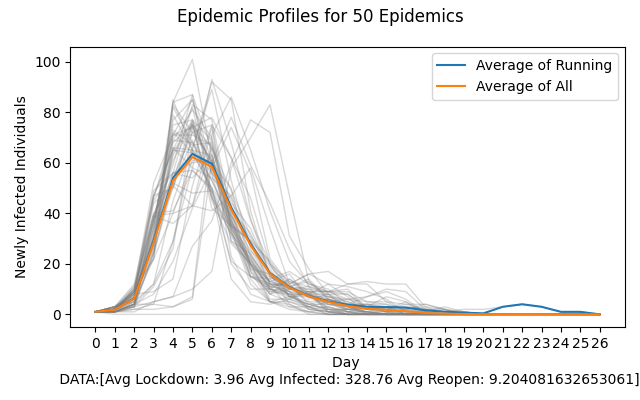 Epidemic Profiles for 50 Epidemics
Average of Running
Average of All
Newly Infected Individuals
100
80
60
40
20
0
0 1 2 3 4 5 6 7 8 9 10 11 12 13 14 15 16 17 18 19 20 21 22 23 24 25 26
Day
DATA:[Avg Lockdown: 3.96 Avg Infected: 328.76 Avg Reopen: 9.204081632653061]